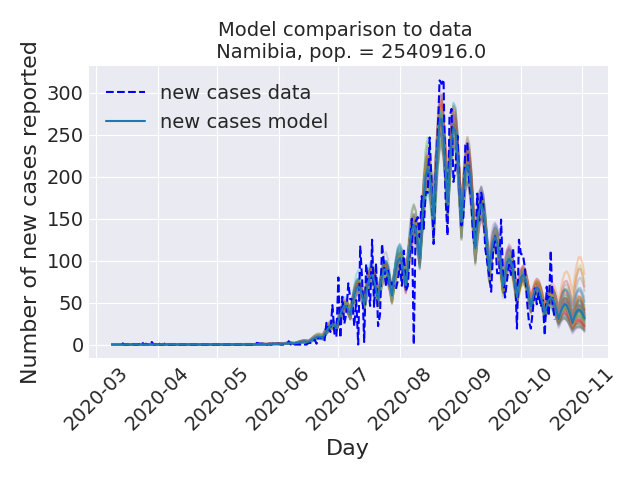 Model comparison to data
Namibia, pop. = 2540916.0
Number of new cases reported
300
250
200
150
100
50
0
new cases data
new cases model
2020-03
2020-04
2020-05
2020-06
2020-07
2020-08
2020-09
2020-10
2020-11
Day